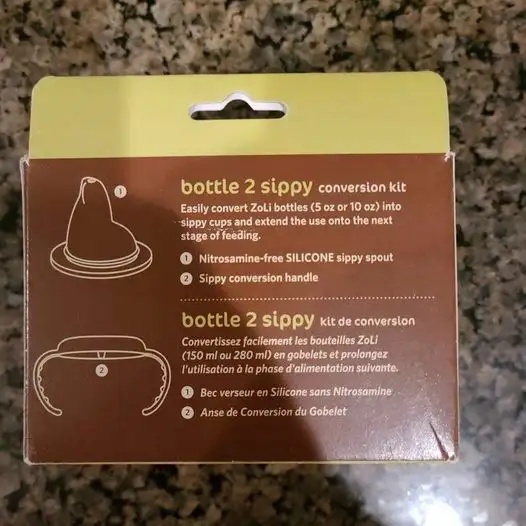 bottle 2 sippy conversion kit
Easily convert ZoLi bottles (5 oz or 10 oz) into
sippy cups and extend the use onto the next
stage of feeding.
1 Nitrosamine-free SILICONE sippy spout
2 Sippy conversion handle
bottle 2 sippy kit de conversion
Convertissez facilement les bouteilles ZoLi
(150 ml ou 280 ml) en gobelets et prolongez
l'utilisation à la phase d'alimentation suivante.
1 Bec verseur en Silicone sans Nitrosamine
2 Anse de Conversion du Gobelet
1
2